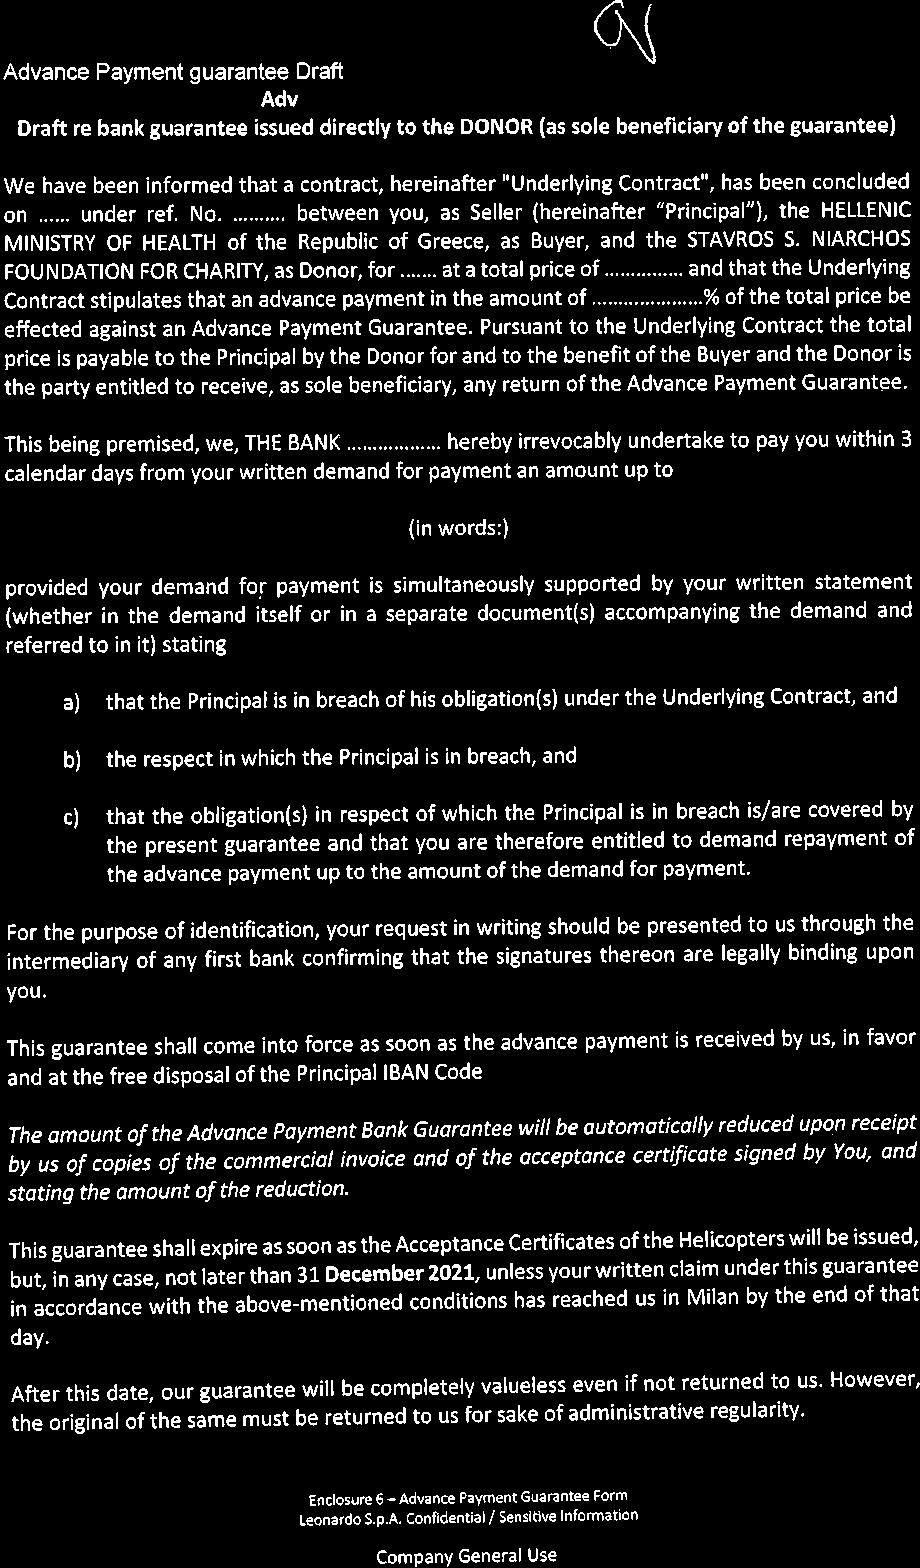 Advance Payment guarantee Draft
Adv
Draft re bank guarantee issued directly to the DONOR (as sole beneficiary of the guarantee)
We have been informed that a contract, hereinafter "Underlying Contract", has been concluded
on ...... under ref. No. .......... between you, as Seller (hereinafter "Principal"), the HELLENIC
MINISTRY OF HEALTH of the Republic of Greece, as Buyer, and the STAVROS S. NIARCHOS
FOUNDATION FOR CHARITY, as Donor, for ....... at a total price of ............... and that the Underlying
Contract stipulates that an advance payment in the amount of .....................% of the total price be
effected against an Advance Payment Guarantee. Pursuant to the Underlying Contract the total
price is payable to the Principal by the Donor for and to the benefit of the Buyer and the Donor is
the party entitled to receive, as sole beneficiary, any return of the Advance Payment Guarantee.
This being premised, we, THE BANK .................. hereby irrevocably undertake to pay you within 3
calendar days from your written demand for payment an amount up to
(in words:)
provided your demand for payment is simultaneously supported by your written statement
(whether in the demand itself or in a separate document(s) accompanying the demand and
referred to in it) stating
a) that the Principal is in breach of his obligation(s) under the Underlying Contract, and
b) the respect in which the Principal is in breach, and
c) that the obligation(s) in respect of which the Principal is in breach is/are covered by
the present guarantee and that you are therefore entitled to demand repayment of
the advance payment up to the amount of the demand for payment.
For the purpose of identification, your request in writing should be presented to us through the
intermediary of any first bank confirming that the signatures thereon are legally binding upon
you.
This guarantee shall come into force as soon as the advance payment is received by us, in favor
and at the free disposal of the Principal IBAN Code
The amount of the Advance Payment Bank Guarantee will be automatically reduced upon receipt
by us of copies of the commercial invoice and of the acceptance certificate signed by You, and
stating the amount of the reduction.
This guarantee shall expire as soon as the Acceptance Certificates of the Helicopters will be issued,
but, in any case, not later than 31 December 2021, unless your written claim under this guarantee
in accordance with the above-mentioned conditions has reached us in Milan by the end of that
day.
After this date, our guarantee will be completely valueless even if not returned to us. However,
the original of the same must be returned to us for sake of administrative regularity.
Enclosure 6 – Advance Payment Guarantee Form
Leonardo S.p.A. Confidential / Sensitive Information
Company General Use